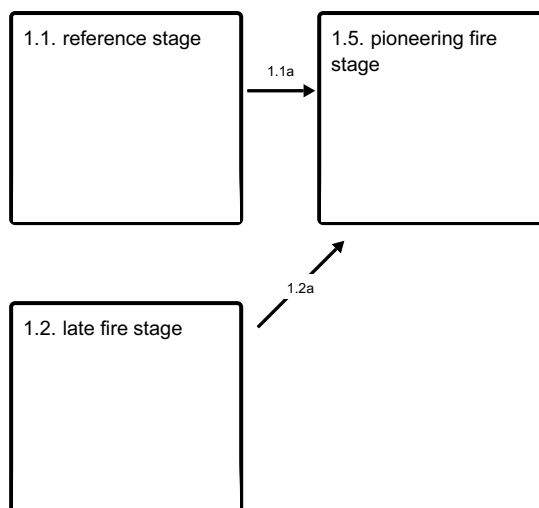 1.1. reference stage
1.1a
1.5. pioneering fire
stage
1.2a
1.2. late fire stage